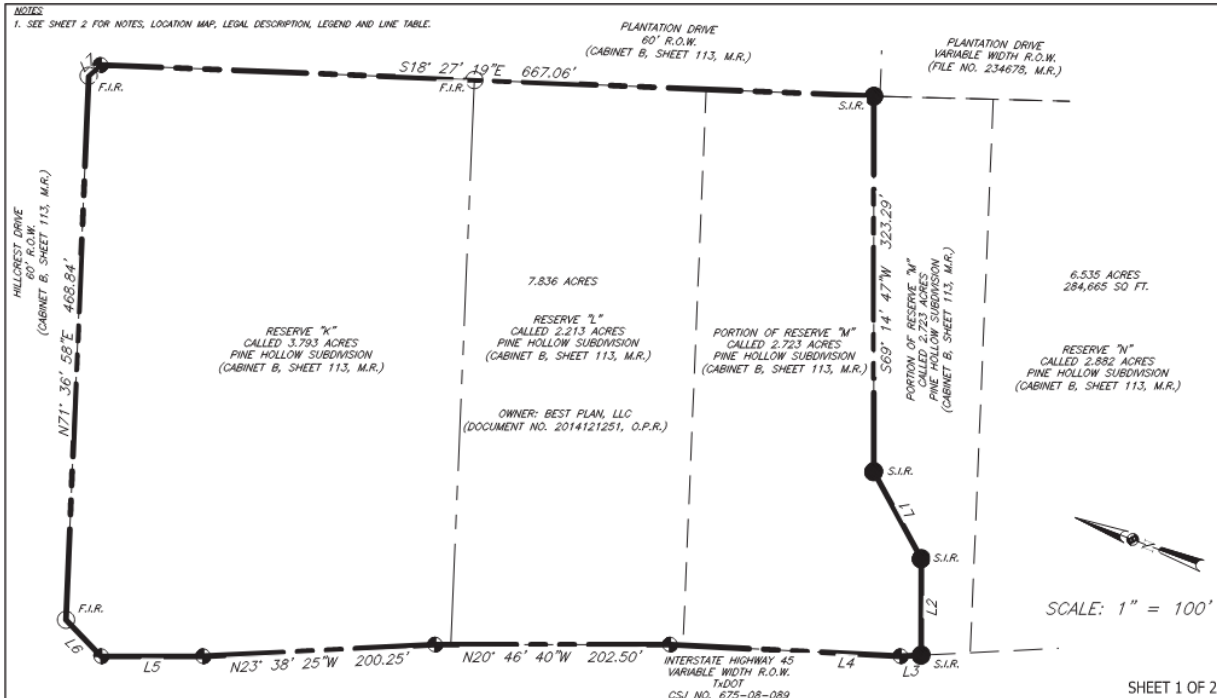 NOTES
1. SEE SHEET 2 FOR NOTES, LOCATION MAP, LEGAL DESCRIPTION, LEGEND AND LINE TABLE.
PLANTATION DRIVE
60' R.O.W.
(CABINET B, SHEET 113, M.R.)
PLANTATION DRIVE
VARIABLE WIDTH R.O.W.
(FILE NO. 234678, M.R.)
L7
S18° 27' 19"E 667.06'
F.I.R.
F.I.R.
S.I.R.
HILLCREST DRIVE
60' R.O.W.
(CABINET B, SHEET 113, M.R.)
N71° 36' 58"E 468.84'
S69° 14' 47"W 323.29'
7.836 ACRES
RESERVE "K"
CALLED 3.793 ACRES
PINE HOLLOW SUBDIVISION
(CABINET B, SHEET 113, M.R.)
RESERVE "L"
CALLED 2.213 ACRES
PINE HOLLOW SUBDIVISION
(CABINET B, SHEET 113, M.R.)
PORTION OF RESERVE "M"
CALLED 2.723 ACRES
PINE HOLLOW SUBDIVISION
(CABINET B, SHEET 113, M.R.)
PORTION OF RESERVE "M"
CALLED 2.723 ACRES
PINE HOLLOW SUBDIVISION
(CABINET B, SHEET 113, M.R.)
6.535 ACRES
284,665 SQ FT.
RESERVE "N"
CALLED 2.882 ACRES
PINE HOLLOW SUBDIVISION
(CABINET B, SHEET 113, M.R.)
OWNER: BEST PLAN, LLC
(DOCUMENT NO. 2014121251, O.P.R.)
S.I.R.
L1
S.I.R.
L2
F.I.R.
L6
L5
N23° 38' 25"W 200.25'
N20° 46' 40"W 202.50'
L4
L3
S.I.R.
INTERSTATE HIGHWAY 45
VARIABLE WIDTH R.O.W.
TxDOT
CSJ NO. 675-08-089
N
SCALE: 1" = 100'
SHEET 1 OF 2